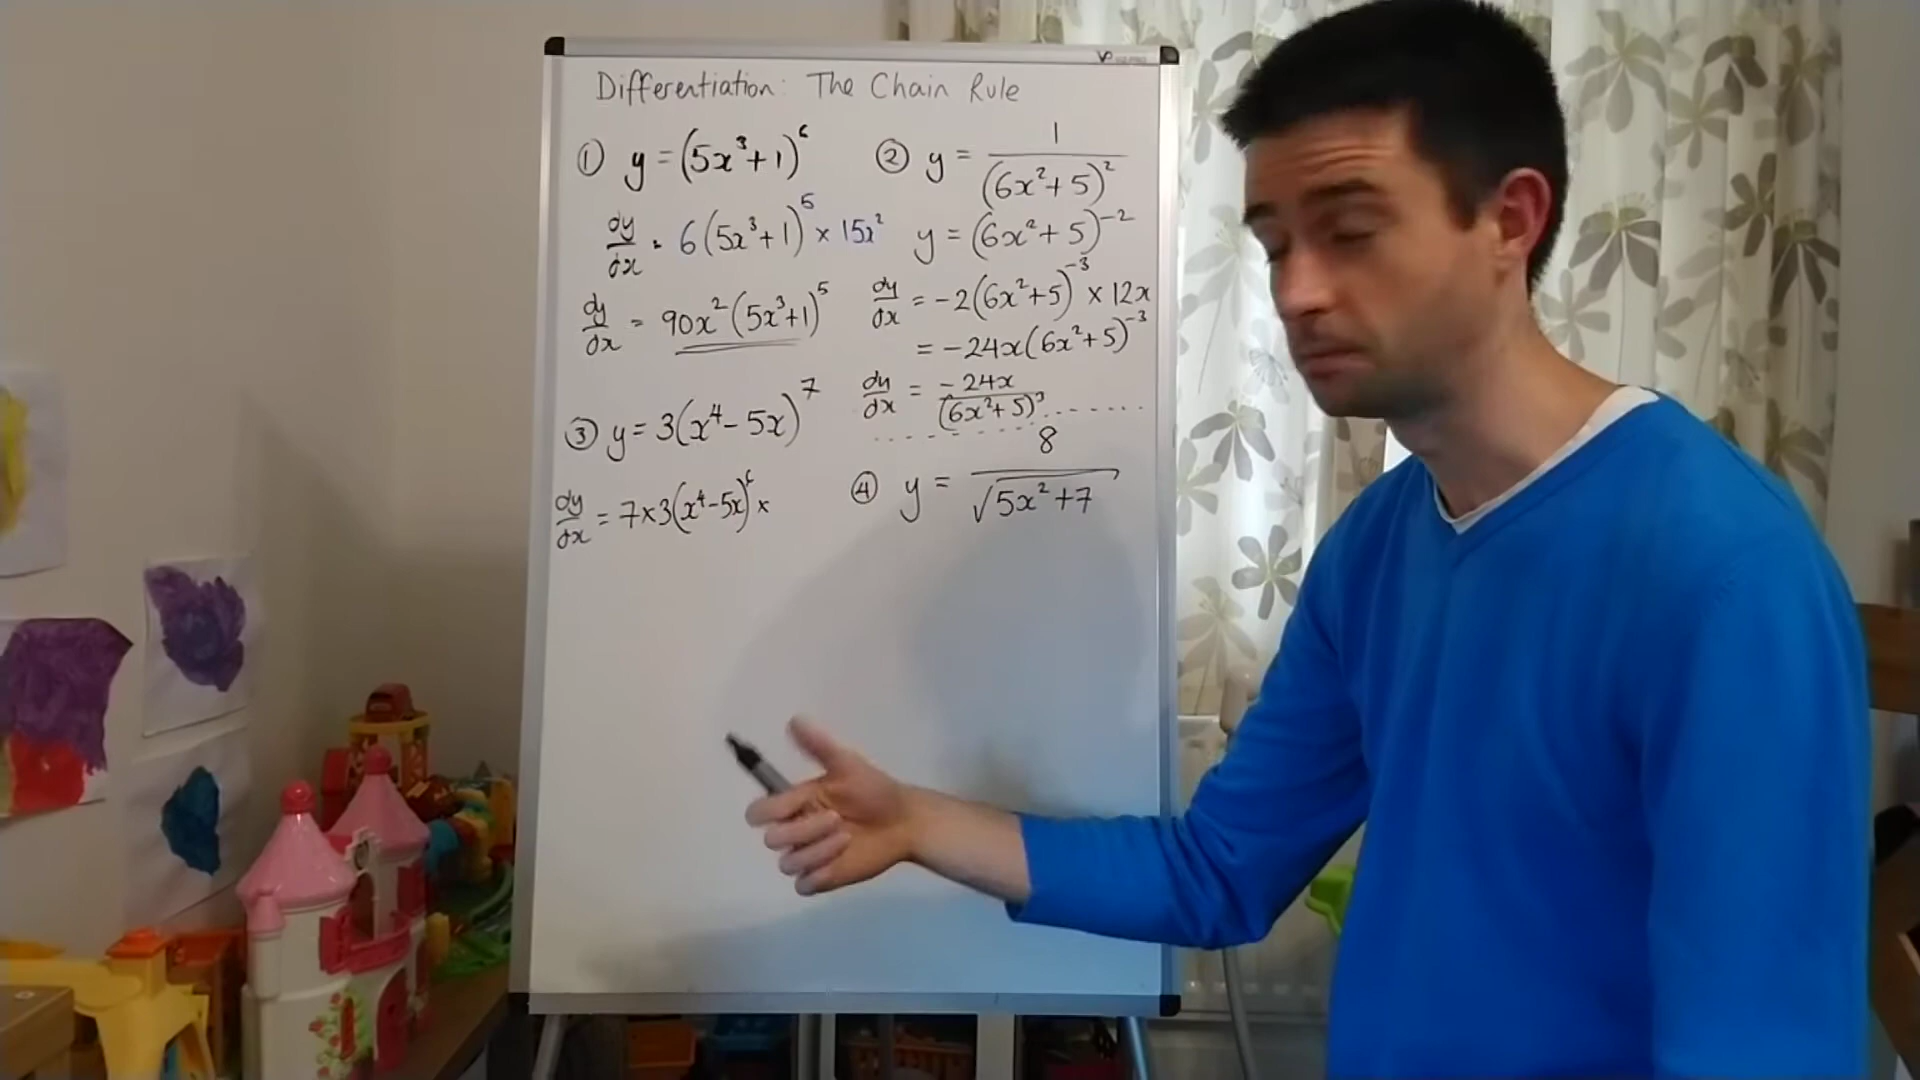 Differentiation: The Chain Rule
① y = (5x³+1)⁶
dy/dx = 6(5x³+1)⁵ × 15x²
dy/dx = 90x²(5x³+1)⁵
② y = 1/(6x²+5)²
y = (6x²+5)⁻²
dy/dx = -2(6x²+5)⁻³ × 12x
= -24x(6x²+5)⁻³
dy/dx = -24x/(6x²+5)³
③ y = 3(x⁴-5x)⁷
dy/dx = 7×3(x⁴-5x)⁶ ×
④ y = 8/√5x²+7